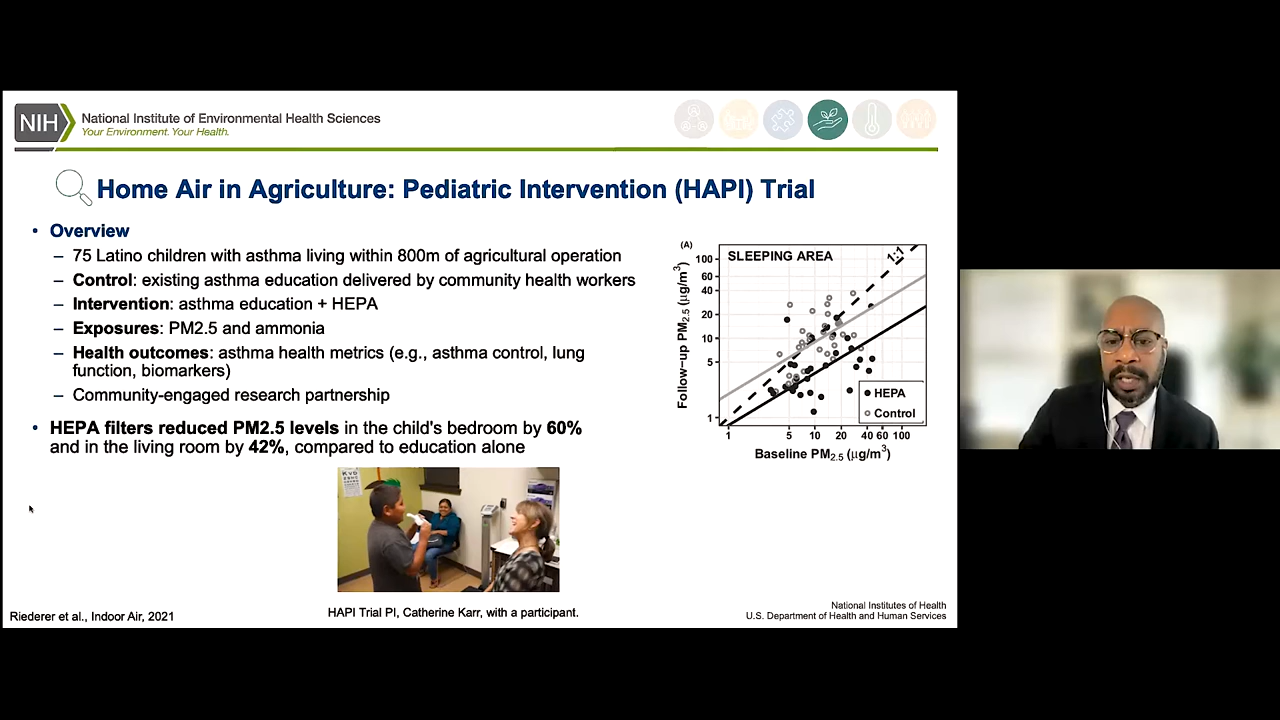 NIH
National Institute of Environmental Health Sciences
Your Environment. Your Health.
Home Air in Agriculture: Pediatric Intervention (HAPI) Trial
• Overview
– 75 Latino children with asthma living within 800m of agricultural operation
– Control: existing asthma education delivered by community health workers
– Intervention: asthma education + HEPA
– Exposures: PM2.5 and ammonia
– Health outcomes: asthma health metrics (e.g., asthma control, lung
function, biomarkers)
– Community-engaged research partnership
• HEPA filters reduced PM2.5 levels in the child's bedroom by 60%
and in the living room by 42%, compared to education alone
(A)
SLEEPING AREA
1:1
Follow-up PM2.5 (µg/m³)
100
60
40
20
10
5
1
HEPA
Control
1 5 10 20 40 60 100
Baseline PM2.5 (µg/m³)
HAPI Trial PI, Catherine Karr, with a participant.
Riederer et al., Indoor Air, 2021
National Institutes of Health
U.S. Department of Health and Human Services